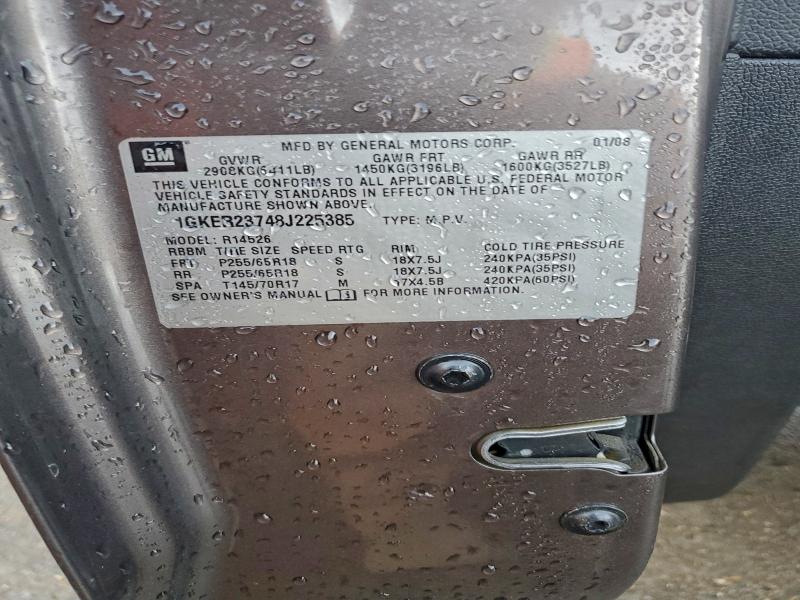 GM
MFD BY GENERAL MOTORS CORP. 01/08
GVWR GAWR FRT GAWR RR
2908KG(6411LB) 1450KG(3196LB) 1600KG(3527LB)
THIS VEHICLE CONFORMS TO ALL APPLICABLE U.S. FEDERAL MOTOR
VEHICLE SAFETY STANDARDS IN EFFECT ON THE DATE OF
MANUFACTURE SHOWN ABOVE.
1GKER23748J225385 TYPE: M.P.V.
MODEL: R14526
TIRE SIZE SPEED RTG RIM COLD TIRE PRESSURE
FRT P255/65R18 S 18X7.5J 240KPA(35PSI)
RR P255/65R18 S 18X7.5J 240KPA(35PSI)
SPA T145/70R17 M 17X4.5B 420KPA(60PSI)
SEE OWNER'S MANUAL FOR MORE INFORMATION.